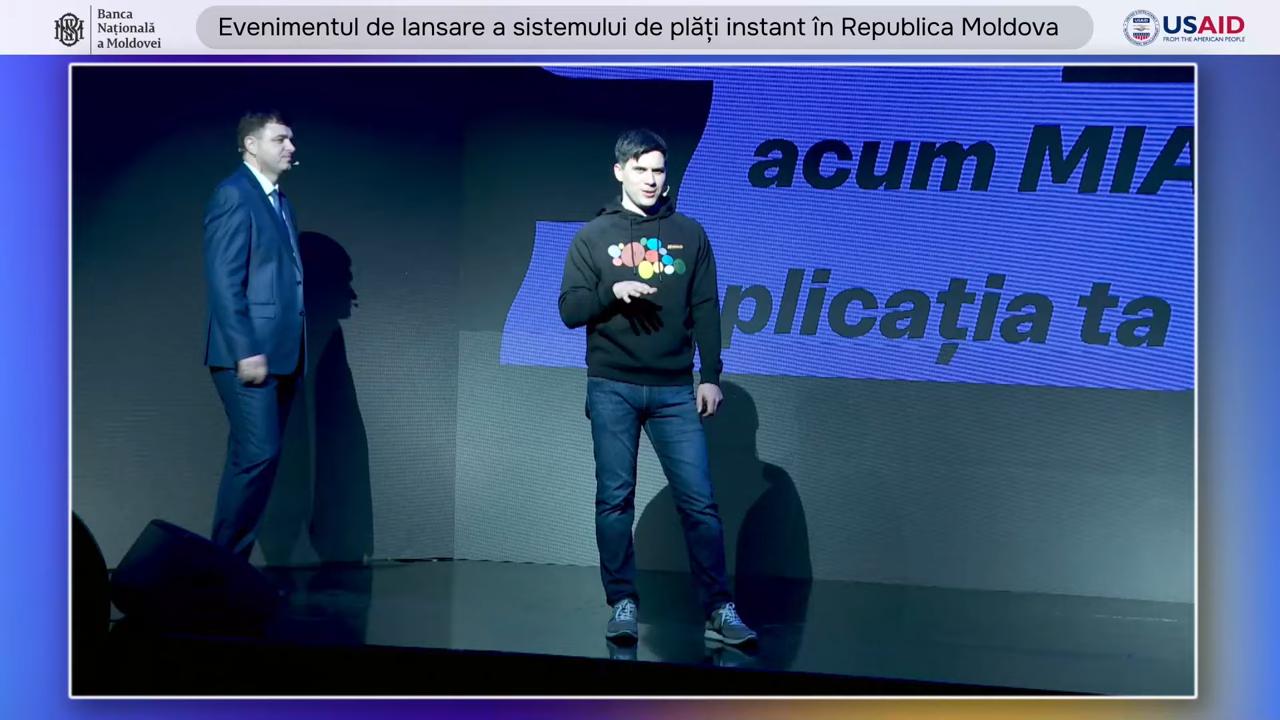 Banca
Națională
a Moldovei
Evenimentul de lansare a sistemului de plăți instant în Republica Moldova
USAID
FROM THE AMERICAN PEOPLE
acum MIA
plicația ta